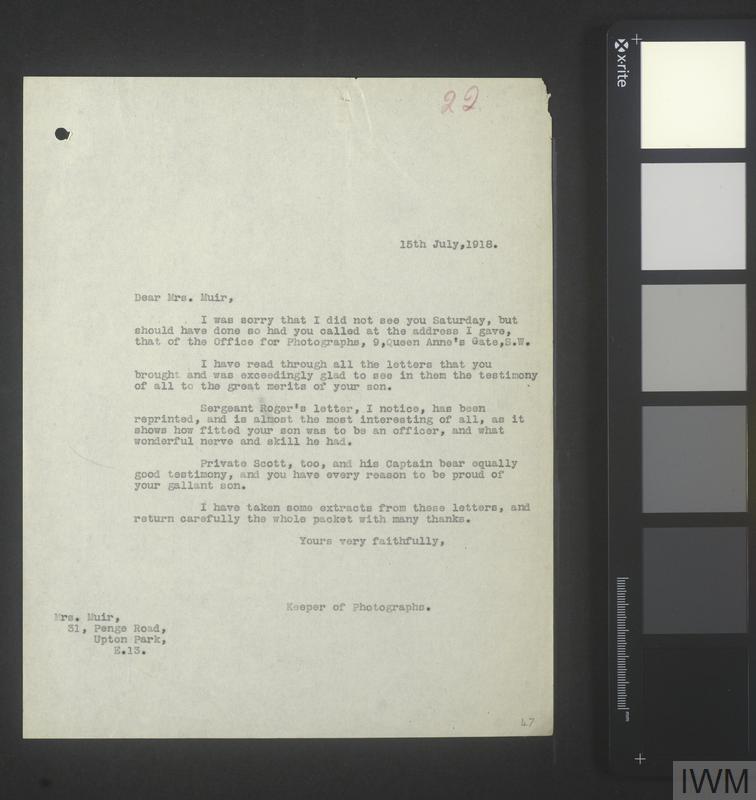 22
15th July,1918.
Dear Mrs. Muir,
I was sorry that I did not see you Saturday, but
should have done so had you called at the address I gave,
that of the Office for Photographs, 9,Queen Anne's Gate,S.W.
I have read through all the letters that you
brought and was exceedingly glad to see in them the testimony
of all to the great merits of your son.
Sergeant Roger's letter, I notice, has been
reprinted, and is almost the most interesting of all, as it
shows how fitted your son was to be an officer, and what
wonderful nerve and skill he had.
Private Scott, too, and his Captain bear equally
good testimony, and you have every reason to be proud of
your gallant son.
I have taken some extracts from these letters, and
return carefully the whole packet with many thanks.
Yours very faithfully,
Keeper of Photographs.
Mrs. Muir,
31, Penge Road,
Upton Park,
E.13.
47
x-rite
mm
IWM